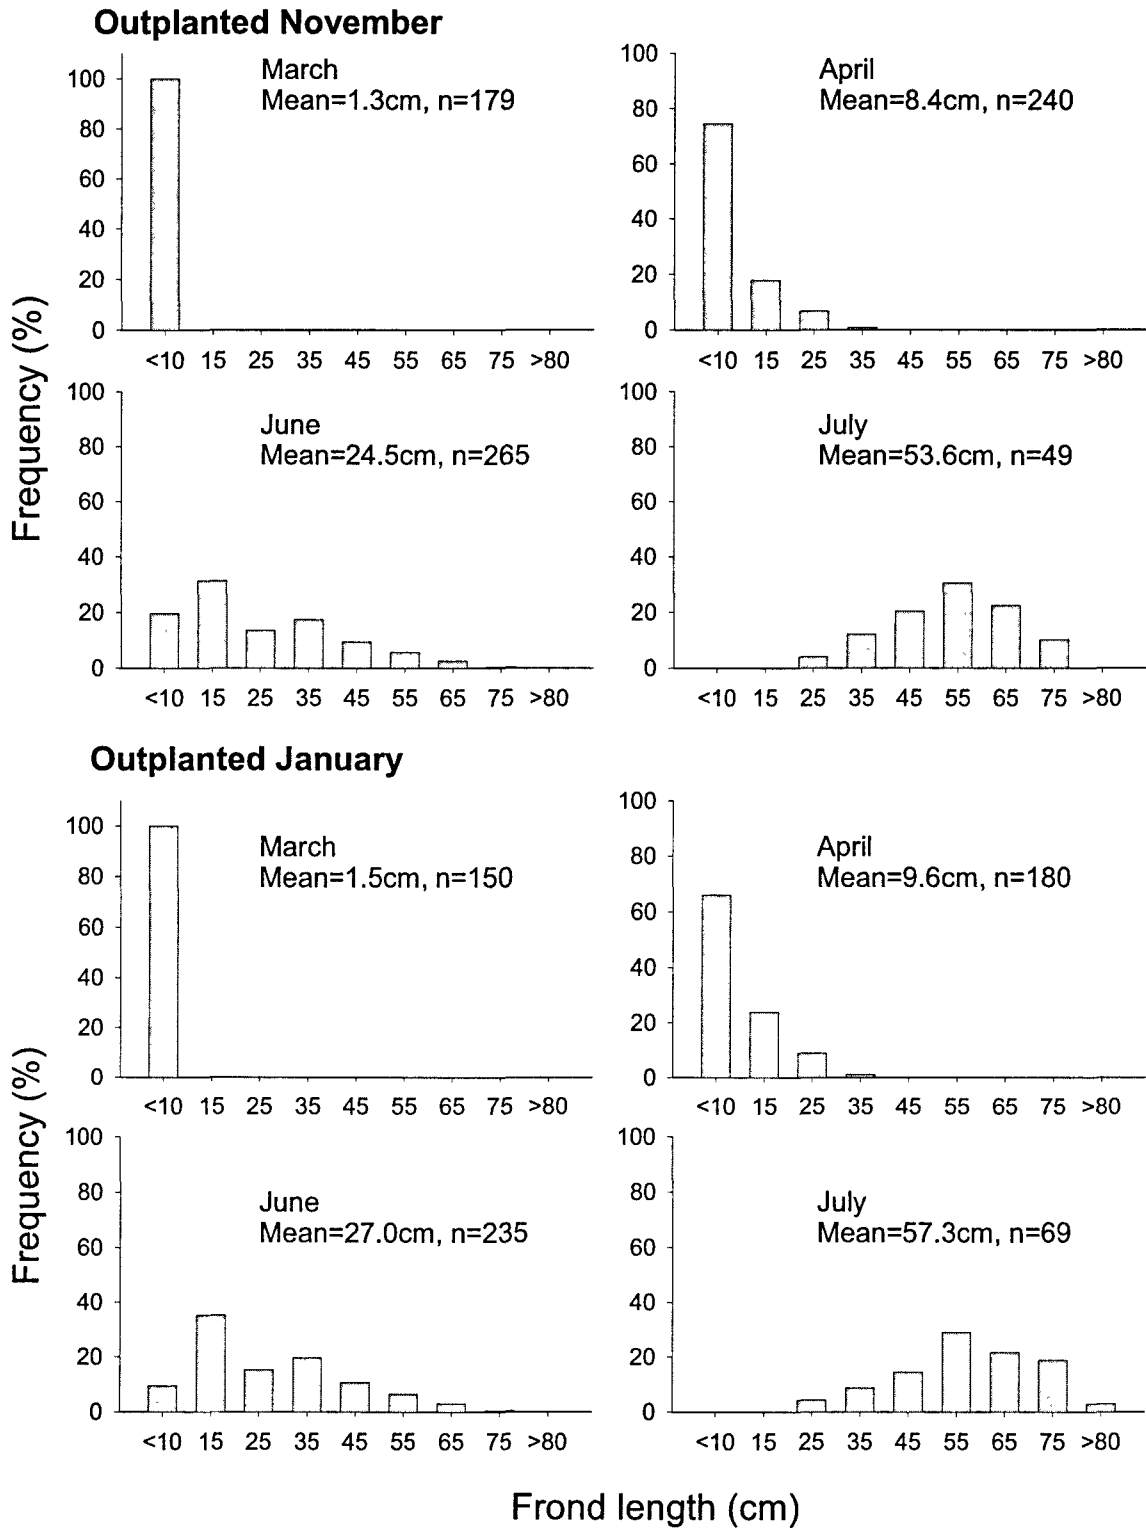 Outplanted November
March
Mean=1.3cm, n=179
100
80
60
40
20
0
<10 15 25 35 45 55 65 75 >80
April
Mean=8.4cm, n=240
100
80
60
40
20
0
<10 15 25 35 45 55 65 75 >80
Frequency (%)
June
Mean=24.5cm, n=265
100
80
60
40
20
0
<10 15 25 35 45 55 65 75 >80
July
Mean=53.6cm, n=49
100
80
60
40
20
0
<10 15 25 35 45 55 65 75 >80
Outplanted January
March
Mean=1.5cm, n=150
100
80
60
40
20
0
<10 15 25 35 45 55 65 75 >80
April
Mean=9.6cm, n=180
100
80
60
40
20
0
<10 15 25 35 45 55 65 75 >80
Frequency (%)
June
Mean=27.0cm, n=235
100
80
60
40
20
0
<10 15 25 35 45 55 65 75 >80
July
Mean=57.3cm, n=69
100
80
60
40
20
0
<10 15 25 35 45 55 65 75 >80
Frond length (cm)